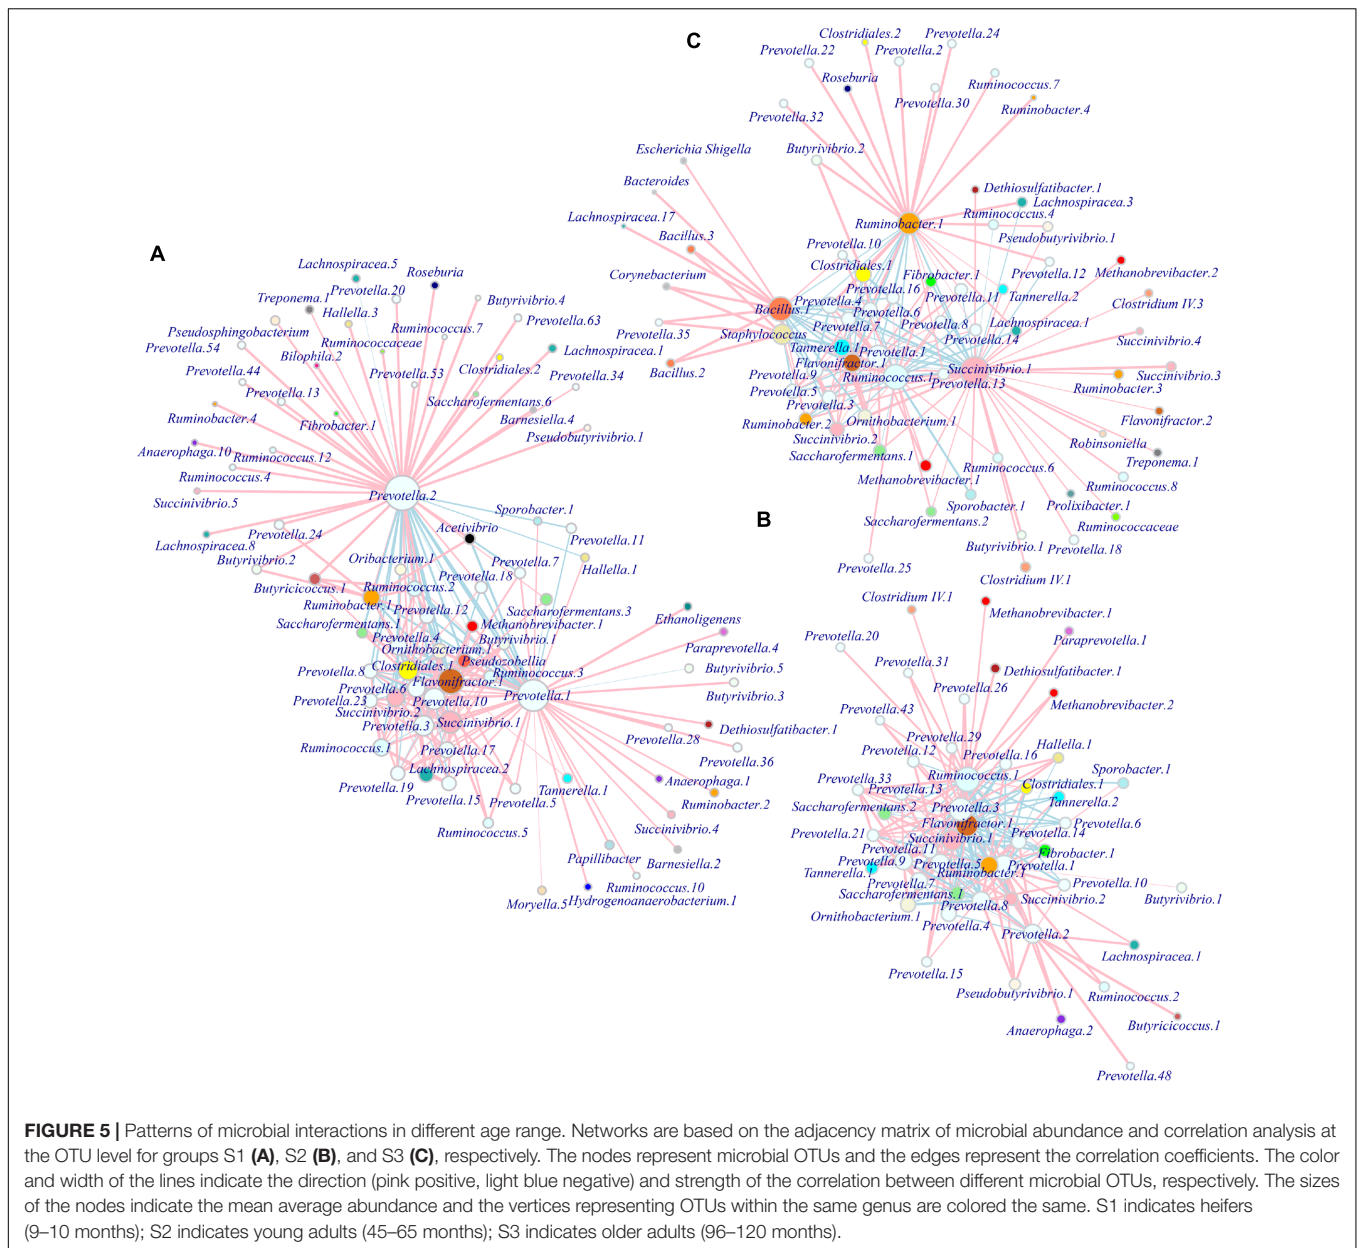 C
Clostridiales.2
Prevotella.24
Prevotella.22
Prevotella.2
Roseburia
Ruminococcus.7
Prevotella.30
Ruminobacter.4
Prevotella.32
Butyrivibrio.2
Escherichia Shigella
Bacteroides
Dethiosulfatibacter.1
Lachnospiracea.3
Lachnospiracea.17
Ruminobacter.1
Ruminococcus.4
Bacillus.3
Pseudobutyrivibrio.1
Prevotella.10
Corynebacterium
Clostridiales.1
Fibrobacter.1
Prevotella.12
Methanobrevibacter.2
Prevotella.16
Prevotella.11
Tannerella.2
Clostridium IV.3
Bacillus.1
Prevotella.4
Prevotella.6
Prevotella.35
Staphylococcus
Prevotella.7
Prevotella.8
Lachnospiracea.1
Prevotella.14
Succinivibrio.4
Tannerella.1
Prevotella.1
Bacillus.2
Flavonifractor.1
Prevotella.9
Ruminococcus.1
Succinivibrio.1
Prevotella.13
Succinivibrio.3
Ruminobacter.3
Prevotella.5
Prevotella.3
Flavonifractor.2
Ruminobacter.2
Ornithobacterium.1
Succinivibrio.2
Robinsoniella
Saccharofermentans.1
Treponema.1
Ruminococcus.6
Methanobrevibacter.1
Ruminococcus.8
Sporobacter.1
Prolixibacter.1
Saccharofermentans.2
Ruminococcaceae
Butyrivibrio.1
Prevotella.18
Prevotella.25
Clostridium IV.1
A
Lachnospiracea.5
Roseburia
Treponema.1
Prevotella.20
Butyrivibrio.4
Hallella.3
Pseudosphingobacterium
Ruminococcus.7
Prevotella.63
Prevotella.54
Ruminococcaceae
Bilophila.2
Lachnospiracea.1
Prevotella.44
Prevotella.53
Clostridiales.2
Prevotella.34
Prevotella.13
Saccharofermentans.6
Ruminobacter.4
Fibrobacter.1
Barnesiella.4
Pseudobutyrivibrio.1
Anaerophaga.10
Ruminococcus.12
Ruminococcus.4
Prevotella.2
Succinivibrio.5
Sporobacter.1
Prevotella.24
Acetivibrio
Lachnospiracea.8
Prevotella.11
Butyrivibrio.2
Oribacterium.1
Prevotella.7
Hallella.1
Butyricicoccus.1
Ruminococcus.2
Prevotella.18
Ruminobacter.1
Prevotella.12
Saccharofermentans.3
Saccharofermentans.1
Methanobrevibacter.1
Ethanoligenens
Prevotella.4
Butyrivibrio.1
Ornithobacterium.1
Paraprevotella.4
Clostridiales.1
Pseudozobellia
Prevotella.8
Flavonifractor.1
Ruminococcus.3
Butyrivibrio.5
Prevotella.6
Prevotella.1
Butyrivibrio.3
Prevotella.23
Prevotella.10
Succinivibrio.2
Prevotella.3
Succinivibrio.1
Dethiosulfatibacter.1
Prevotella.28
Ruminococcus.1
Prevotella.17
Prevotella.36
Lachnospiracea.2
Prevotella.19
Prevotella.15
Prevotella.5
Tannerella.1
Anaerophaga.1
Ruminobacter.2
Ruminococcus.5
Succinivibrio.4
Papillibacter
Barnesiella.2
Ruminococcus.10
Moryella.5
Hydrogenoanaerobacterium.1
B
Clostridium IV.1
Methanobrevibacter.1
Prevotella.20
Paraprevotella.1
Prevotella.31
Dethiosulfatibacter.1
Prevotella.26
Methanobrevibacter.2
Prevotella.43
Prevotella.29
Prevotella.12
Hallella.1
Prevotella.16
Prevotella.33
Ruminococcus.1
Sporobacter.1
Prevotella.13
Clostridiales.1
Saccharofermentans.2
Prevotella.3
Tannerella.2
Flavonifractor.1
Prevotella.6
Prevotella.21
Succinivibrio.1
Prevotella.14
Prevotella.11
Fibrobacter.1
Prevotella.9
Prevotella.5
Prevotella.1
Tannerella.1
Ruminobacter.1
Prevotella.7
Prevotella.10
Saccharofermentans.1
Succinivibrio.2
Butyrivibrio.1
Ornithobacterium.1
Prevotella.8
Prevotella.4
Prevotella.2
Lachnospiracea.1
Prevotella.15
Pseudobutyrivibrio.1
Ruminococcus.2
Anaerophaga.2
Butyricicoccus.1
Prevotella.48
FIGURE 5 | Patterns of microbial interactions in different age range. Networks are based on the adjacency matrix of microbial abundance and correlation analysis at
the OTU level for groups S1 (A), S2 (B), and S3 (C), respectively. The nodes represent microbial OTUs and the edges represent the correlation coefficients. The color
and width of the lines indicate the direction (pink positive, light blue negative) and strength of the correlation between different microbial OTUs, respectively. The sizes
of the nodes indicate the mean average abundance and the vertices representing OTUs within the same genus are colored the same. S1 indicates heifers
(9–10 months); S2 indicates young adults (45–65 months); S3 indicates older adults (96–120 months).